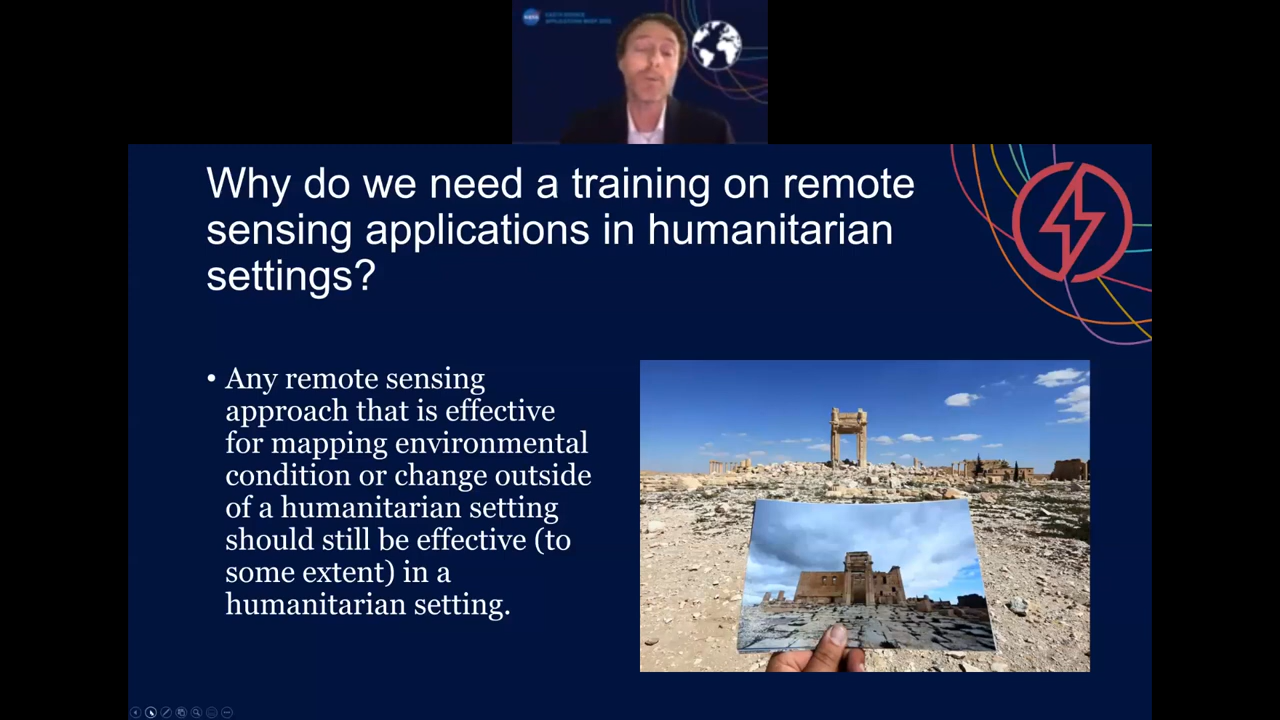 NASA
Why do we need a training on remote
sensing applications in humanitarian
settings?
• Any remote sensing
approach that is effective
for mapping environmental
condition or change outside
of a humanitarian setting
should still be effective (to
some extent) in a
humanitarian setting.